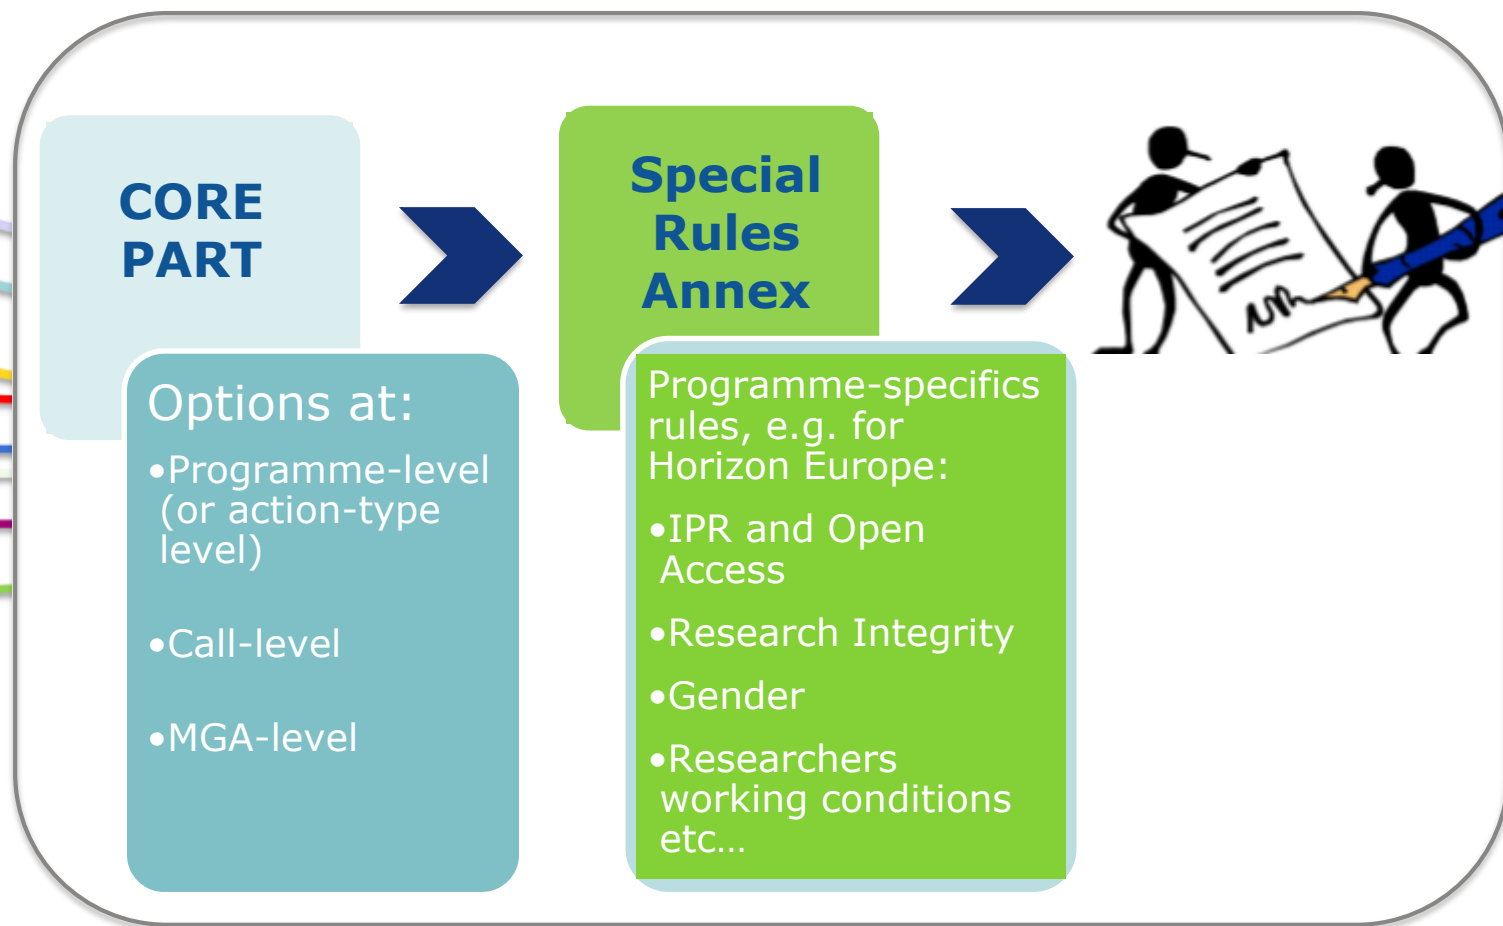 CORE
PART
Options at:
•Programme-level
(or action-type
level)
•Call-level
•MGA-level
Special
Rules
Annex
Programme-specifics
rules, e.g. for
Horizon Europe:
•IPR and Open
Access
•Research Integrity
•Gender
•Researchers
working conditions
etc…